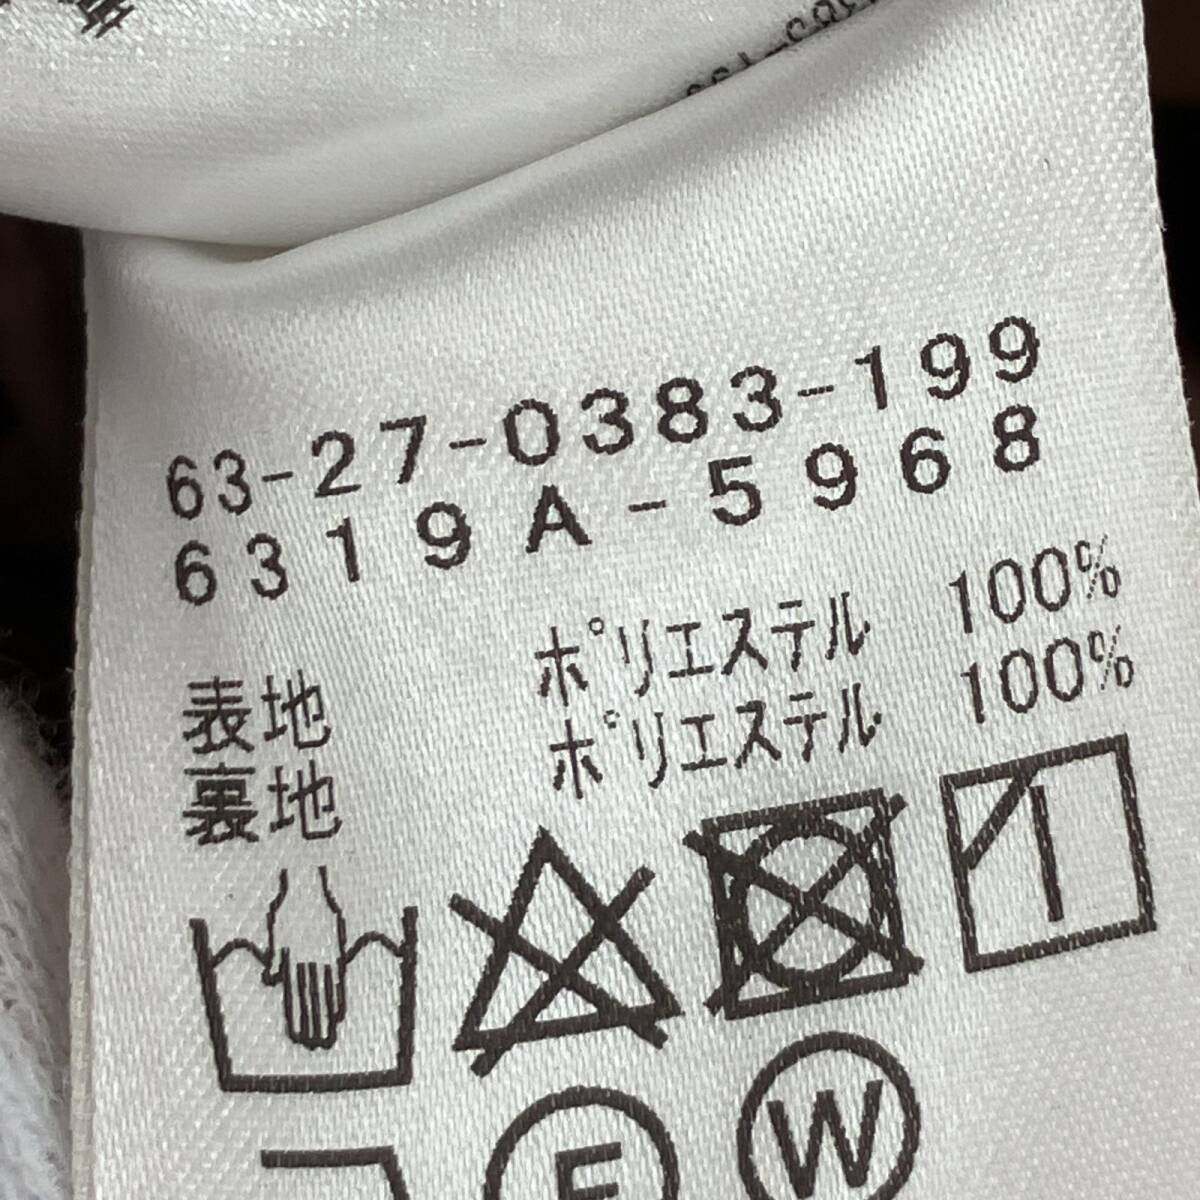 63-27-0383-199
6319A-5968
表地 ポリエステル 100%
裏地 ポリエステル 100%
F W